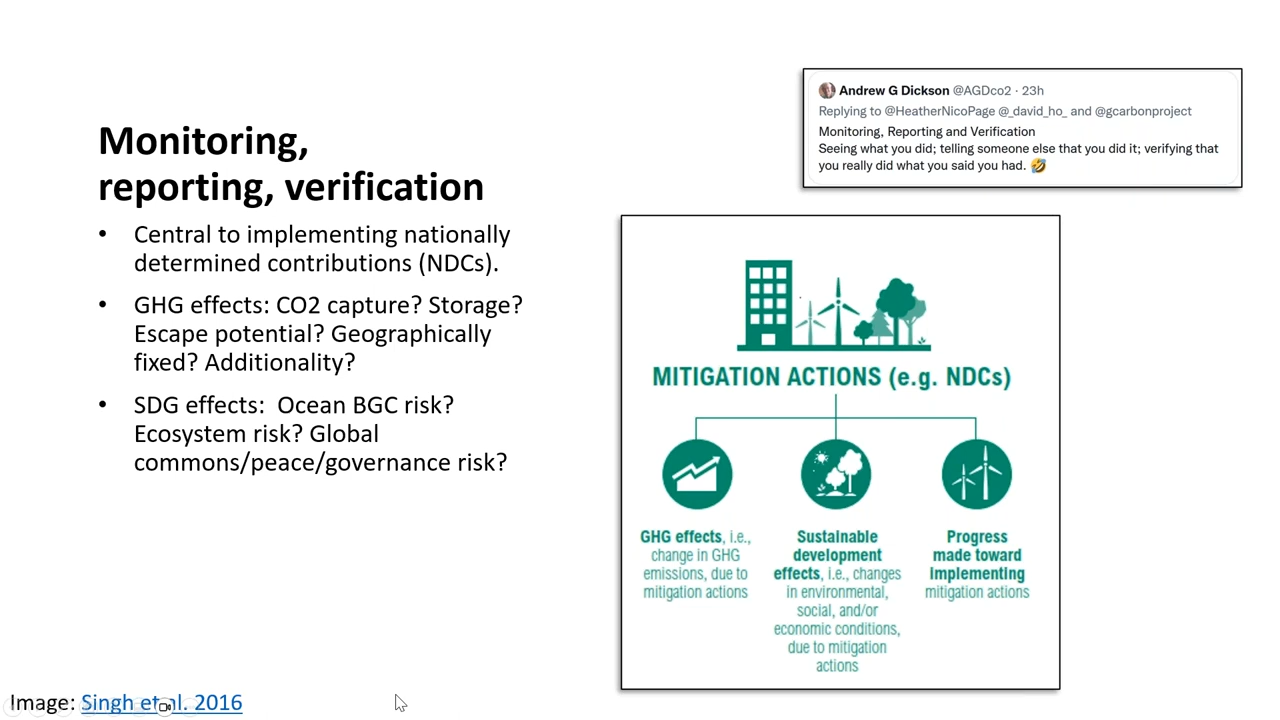 Monitoring,
reporting, verification
• Central to implementing nationally
determined contributions (NDCs).
• GHG effects: CO2 capture? Storage?
Escape potential? Geographically
fixed? Additionality?
• SDG effects:  Ocean BGC risk?
Ecosystem risk? Global
commons/peace/governance risk?
Andrew G Dickson @AGDco2 · 23h
Replying to @HeatherNicoPage @_david_ho_ and @gcarbonproject
Monitoring, Reporting and Verification
Seeing what you did; telling someone else that you did it; verifying that
you really did what you said you had. 🤣
MITIGATION ACTIONS (e.g. NDCs)
GHG effects, i.e.,
change in GHG
emissions, due to
mitigation actions
Sustainable
development
effects, i.e., changes
in environmental,
social, and/or
economic conditions,
due to mitigation
actions
Progress
made toward
implementing
mitigation actions
Image: Singh et al. 2016